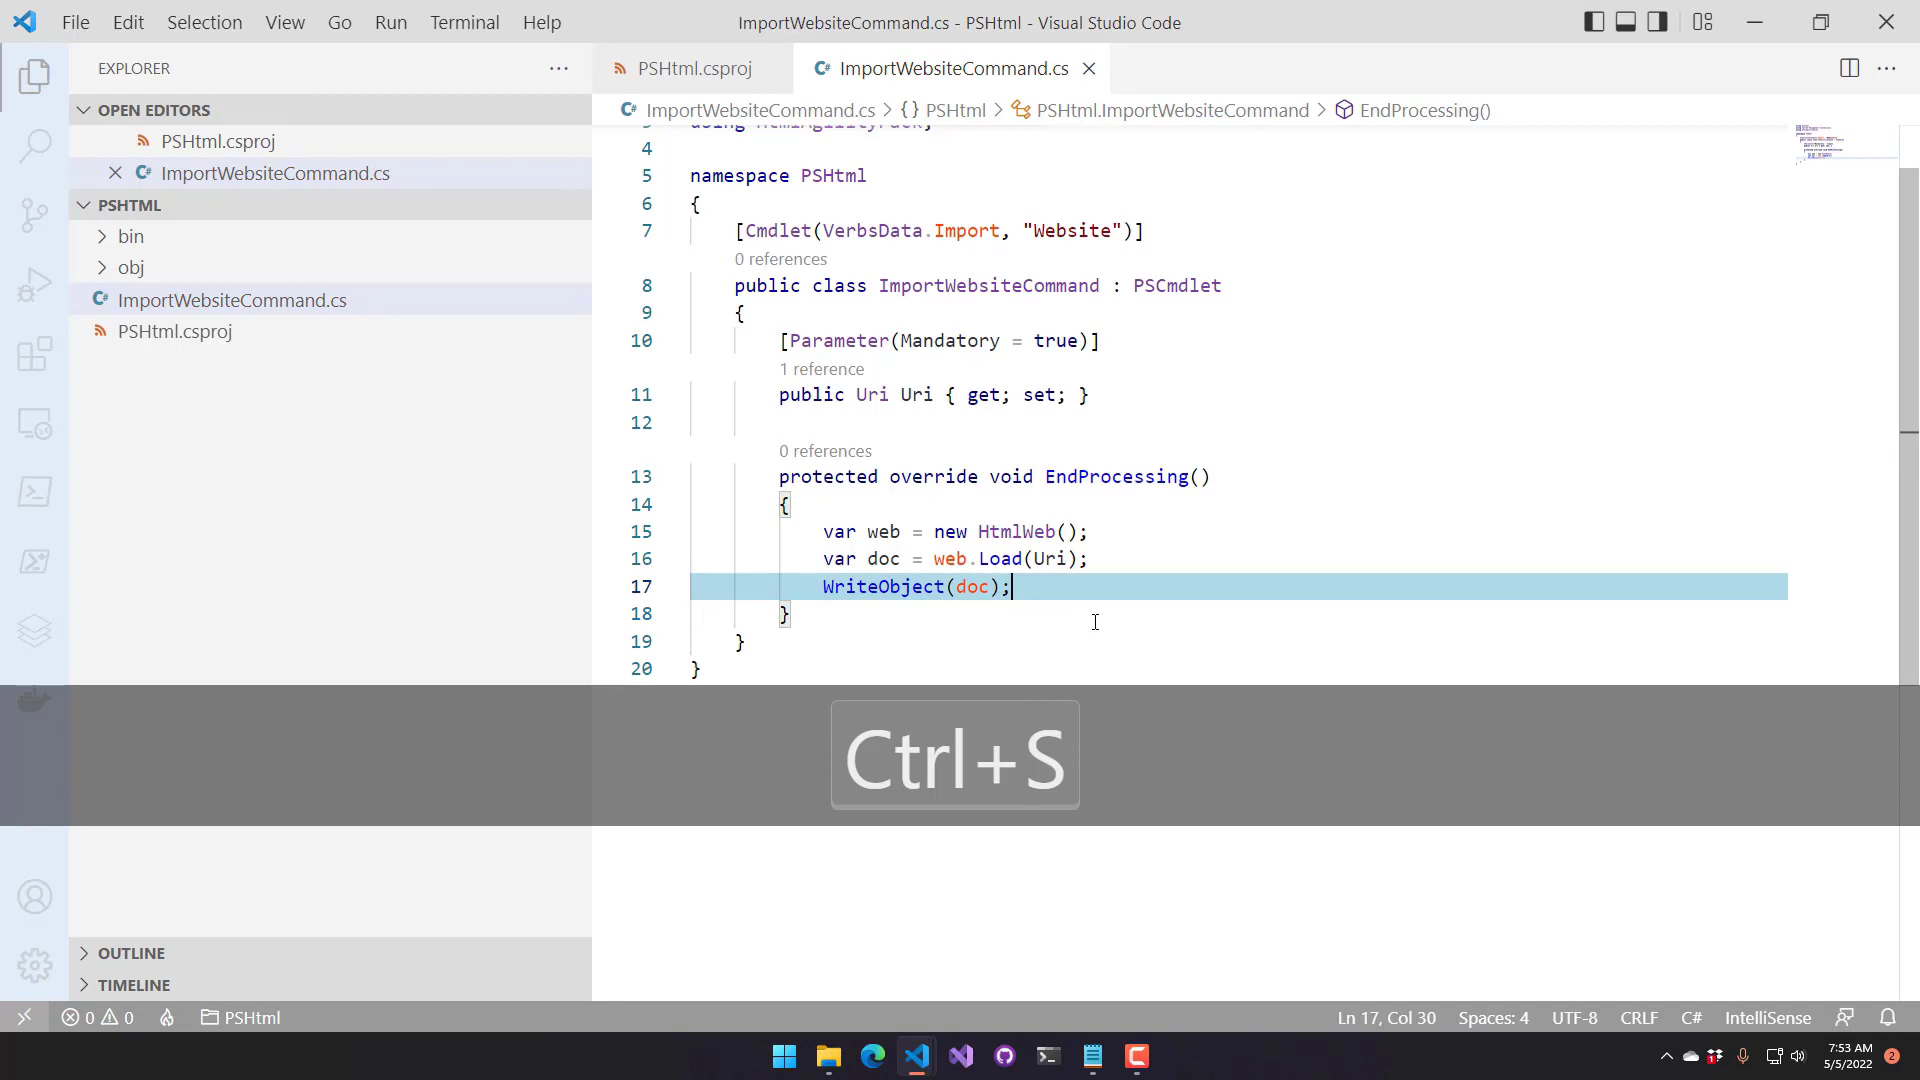 File Edit Selection View Go Run Terminal Help
ImportWebsiteCommand.cs - PSHtml - Visual Studio Code
EXPLORER
PSHtml.csproj
ImportWebsiteCommand.cs
OPEN EDITORS
PSHtml.csproj
ImportWebsiteCommand.cs
PSHTML
bin
obj
ImportWebsiteCommand.cs
PSHtml.csproj
ImportWebsiteCommand.cs > {} PSHtml > PSHtml.ImportWebsiteCommand > EndProcessing()
3 using HtmlAgilityPack;
4
5 namespace PSHtml
6 {
7 [Cmdlet(VerbsData.Import, "Website")]
0 references
8 public class ImportWebsiteCommand : PSCmdlet
9 {
10 [Parameter(Mandatory = true)]
1 reference
11 public Uri Uri { get; set; }
12
0 references
13 protected override void EndProcessing()
14 {
15 var web = new HtmlWeb();
16 var doc = web.Load(Uri);
17 WriteObject(doc);
18 }
19 }
20 }
Ctrl+S
OUTLINE
TIMELINE
0 0 PSHtml
Ln 17, Col 30 Spaces: 4 UTF-8 CRLF C# IntelliSense
7:53 AM
5/5/2022
2